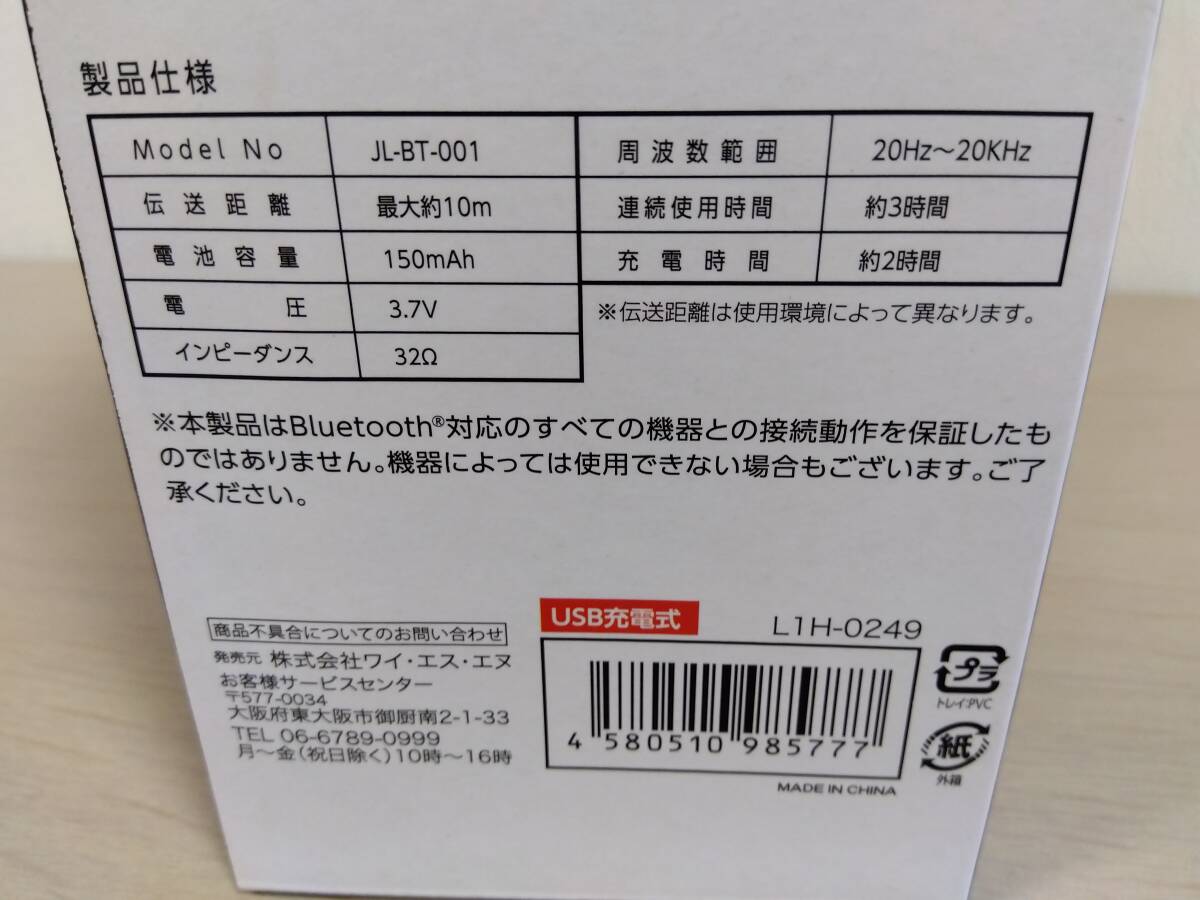 製品仕様
Model No JL-BT-001
伝送距離 最大約10m
電池容量 150mAh
電圧 3.7V
インピーダンス 32Ω
周波数範囲 20Hz～20KHz
連続使用時間 約3時間
充電時間 約2時間
※伝送距離は使用環境によって異なります。
※本製品はBluetooth®対応のすべての機器との接続動作を保証したも
のではありません。機器によっては使用できない場合もございます。ご了
承ください。
商品不具合についてのお問い合わせ
発売元 株式会社ワイ・エス・エヌ
お客様サービスセンター
〒577-0034
大阪府東大阪市御厨南2-1-33
TEL 06-6789-0999
月～金(祝日除く)10時～16時
USB充電式
L1H-0249
4 580510 985777
MADE IN CHINA
プラ
トレイ:PVC
紙
外箱